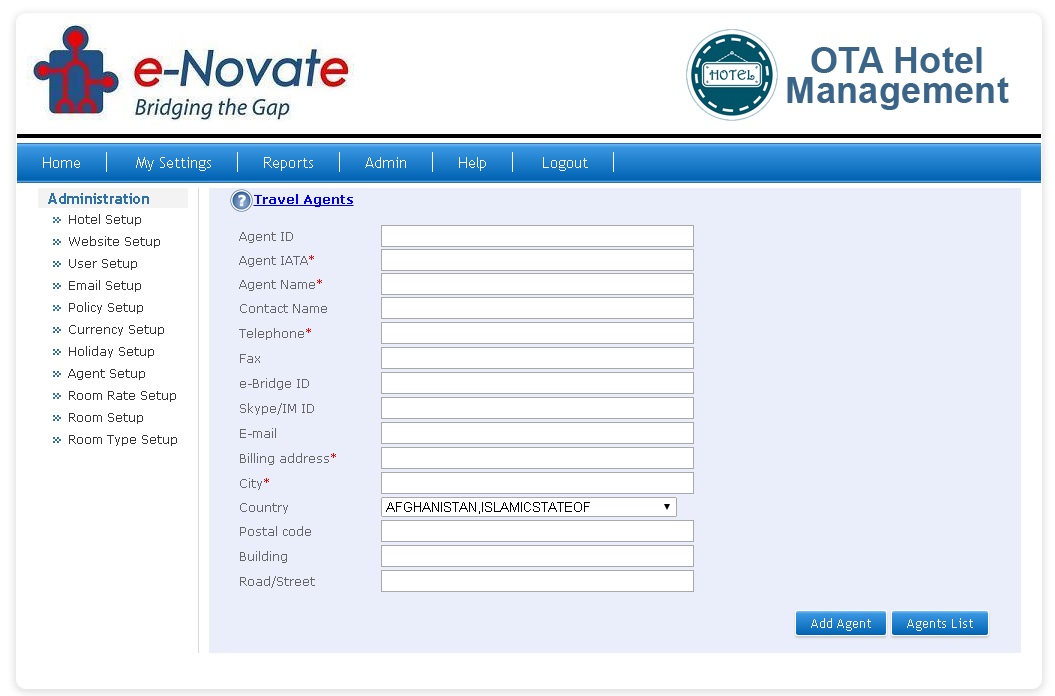 e-Novate
Bridging the Gap
HOTEL
OTA Hotel
Management
Home My Settings Reports Admin Help Logout
Administration
Hotel Setup
Website Setup
User Setup
Email Setup
Policy Setup
Currency Setup
Holiday Setup
Agent Setup
Room Rate Setup
Room Setup
Room Type Setup
? Travel Agents
Agent ID
Agent IATA*
Agent Name*
Contact Name
Telephone*
Fax
e-Bridge ID
Skype/IM ID
E-mail
Billing address*
City*
Country AFGHANISTAN,ISLAMICSTATEOF
Postal code
Building
Road/Street
Add Agent Agents List